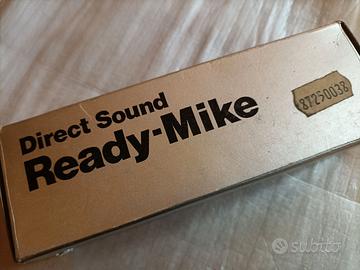 Direct Sound
Ready-Mike
87250038
subito